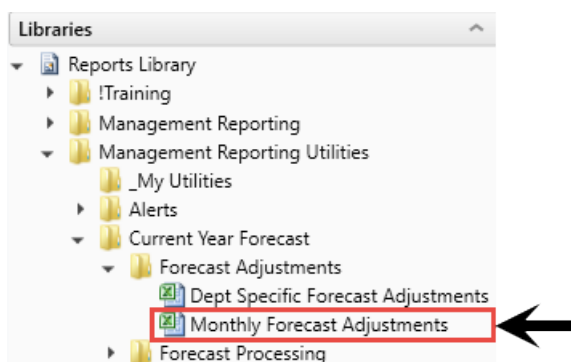 Libraries
Reports Library
!Training
Management Reporting
Management Reporting Utilities
_My Utilities
Alerts
Current Year Forecast
Forecast Adjustments
Dept Specific Forecast Adjustments
Monthly Forecast Adjustments
Forecast Processing